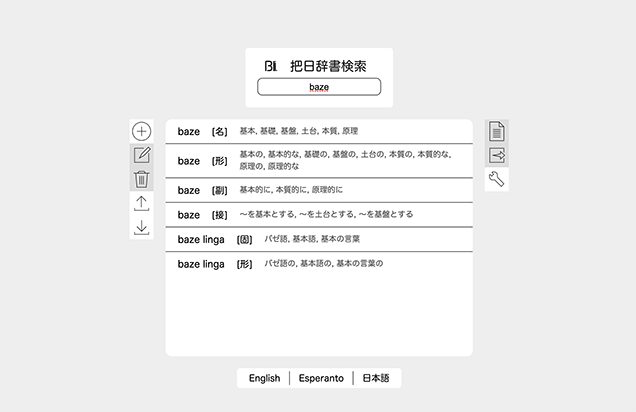 BL 把日辞書検索
baze
baze [名] 基本, 基礎, 基盤, 土台, 本質, 原理
baze [形] 基本の, 基本的な, 基礎の, 基盤の, 土台の, 本質の, 本質的な,
原理の, 原理的な
baze [副] 基本的に, 本質的に, 原理的に
baze [接] 〜を基本とする, 〜を土台とする, 〜を基盤とする
baze linga [固] バゼ語, 基本語, 基本の言葉
baze linga [形] バゼ語の, 基本語の, 基本の言葉の
English | Esperanto | 日本語